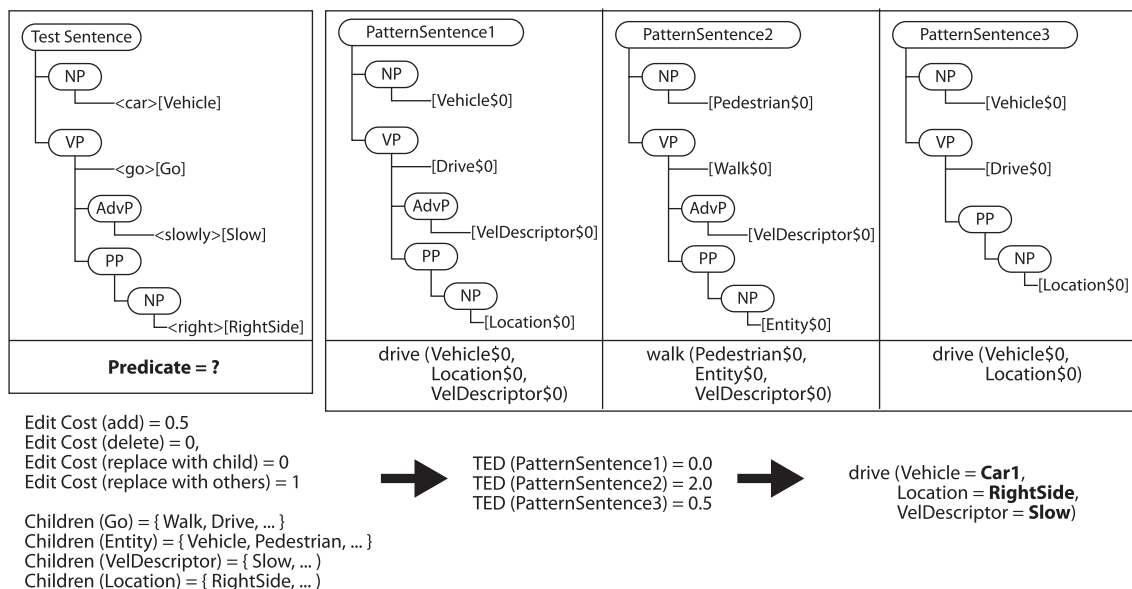 Test Sentence
NP
<car>[Vehicle]
VP
<go>[Go]
AdvP
<slowly>[Slow]
PP
NP
<right>[RightSide]
Predicate = ?
PatternSentence1
NP
[Vehicle$0]
VP
[Drive$0]
AdvP
[VelDescriptor$0]
PP
NP
[Location$0]
drive (Vehicle$0,
Location$0,
VelDescriptor$0)
PatternSentence2
NP
[Pedestrian$0]
VP
[Walk$0]
AdvP
[VelDescriptor$0]
PP
NP
[Entity$0]
walk (Pedestrian$0,
Entity$0,
VelDescriptor$0)
PatternSentence3
NP
[Vehicle$0]
VP
[Drive$0]
PP
NP
[Location$0]
drive (Vehicle$0,
Location$0)
Edit Cost (add) = 0.5
Edit Cost (delete) = 0,
Edit Cost (replace with child) = 0
Edit Cost (replace with others) = 1
Children (Go) = { Walk, Drive, ... }
Children (Entity) = { Vehicle, Pedestrian, ... }
Children (VelDescriptor) = { Slow, ... )
Children (Location) = { RightSide, ... )
TED (PatternSentence1) = 0.0
TED (PatternSentence2) = 2.0
TED (PatternSentence3) = 0.5
drive (Vehicle = Car1,
Location = RightSide,
VelDescriptor = Slow)